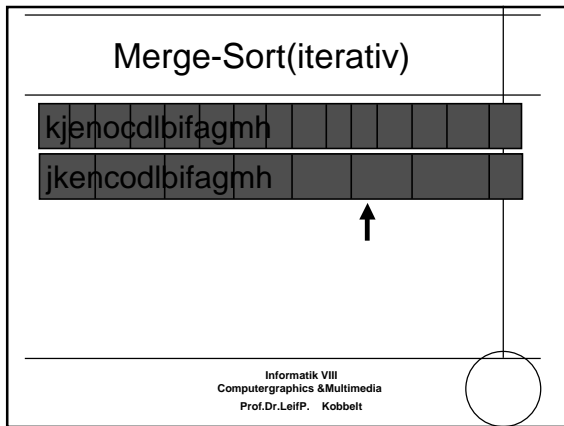 Merge-Sort(iterativ)
kjenocdlbifagmh
jkencodlbifagmh
Informatik VIII
Computergraphics &Multimedia
Prof.Dr.LeifP. Kobbelt